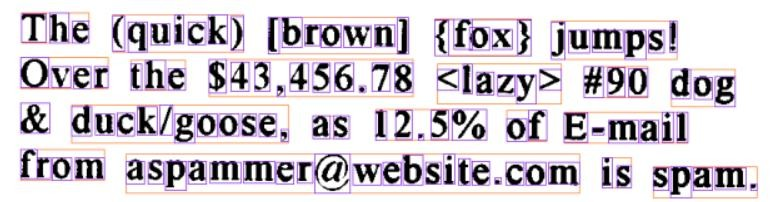 The (quick) [brown] {fox} jumps!
Over the $43,456.78 <lazy> #90 dog
& duck/goose, as 12.5% of E-mail
from aspammer@website.com is spam.